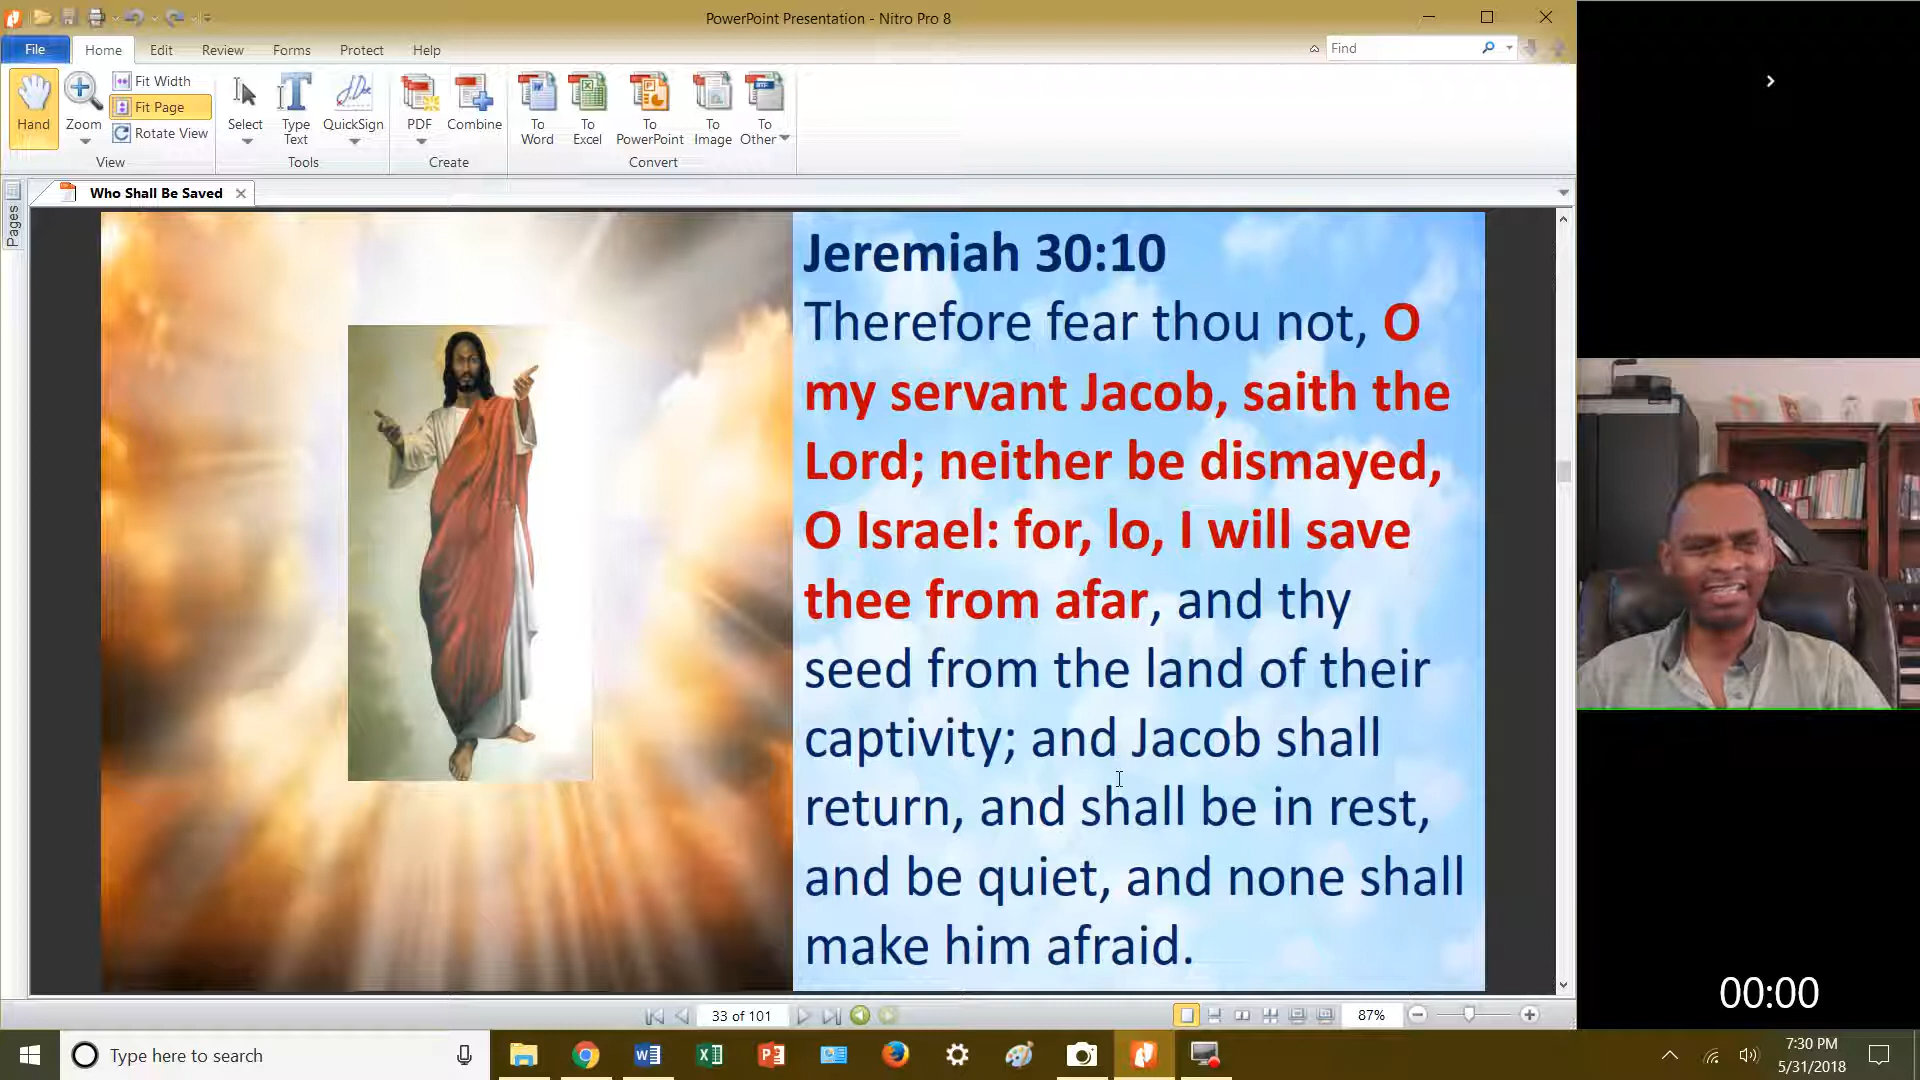 PowerPoint Presentation - Nitro Pro 8
File Home Edit Review Forms Protect Help
Find
Hand
Zoom
Fit Width
Fit Page
Rotate View
View
Select
Type Text
QuickSign
Tools
PDF
Combine
Create
To Word
To Excel
To PowerPoint
To Image
To Other
Convert
Who Shall Be Saved
Pages
Jeremiah 30:10
Therefore fear thou not, O
my servant Jacob, saith the
Lord; neither be dismayed,
O Israel: for, lo, I will save
thee from afar, and thy
seed from the land of their
captivity; and Jacob shall
return, and shall be in rest,
and be quiet, and none shall
make him afraid.
00:00
33 of 101
87%
Type here to search
7:30 PM
5/31/2018